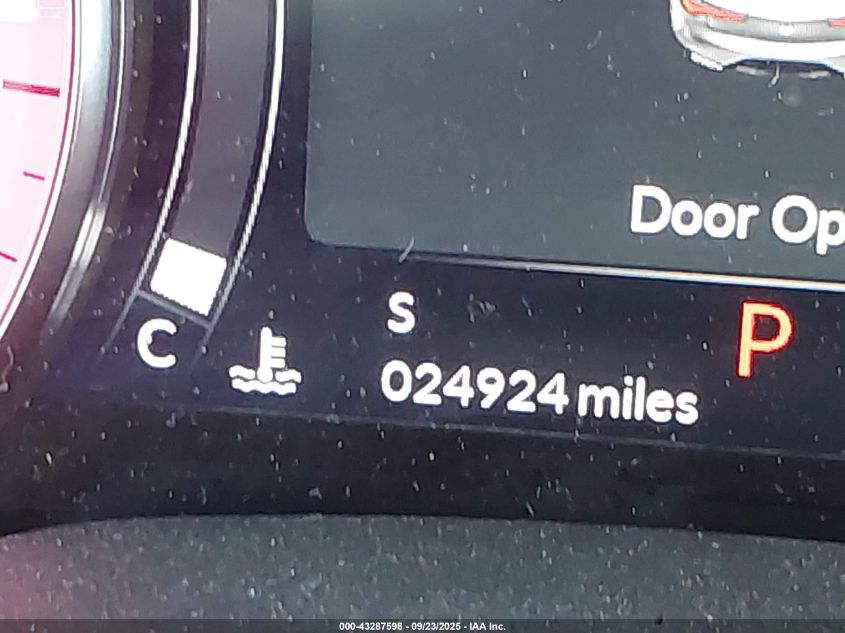 Door Op
S
P
C
024924 miles
000-43287598 - 09/23/2025 - IAA Inc.